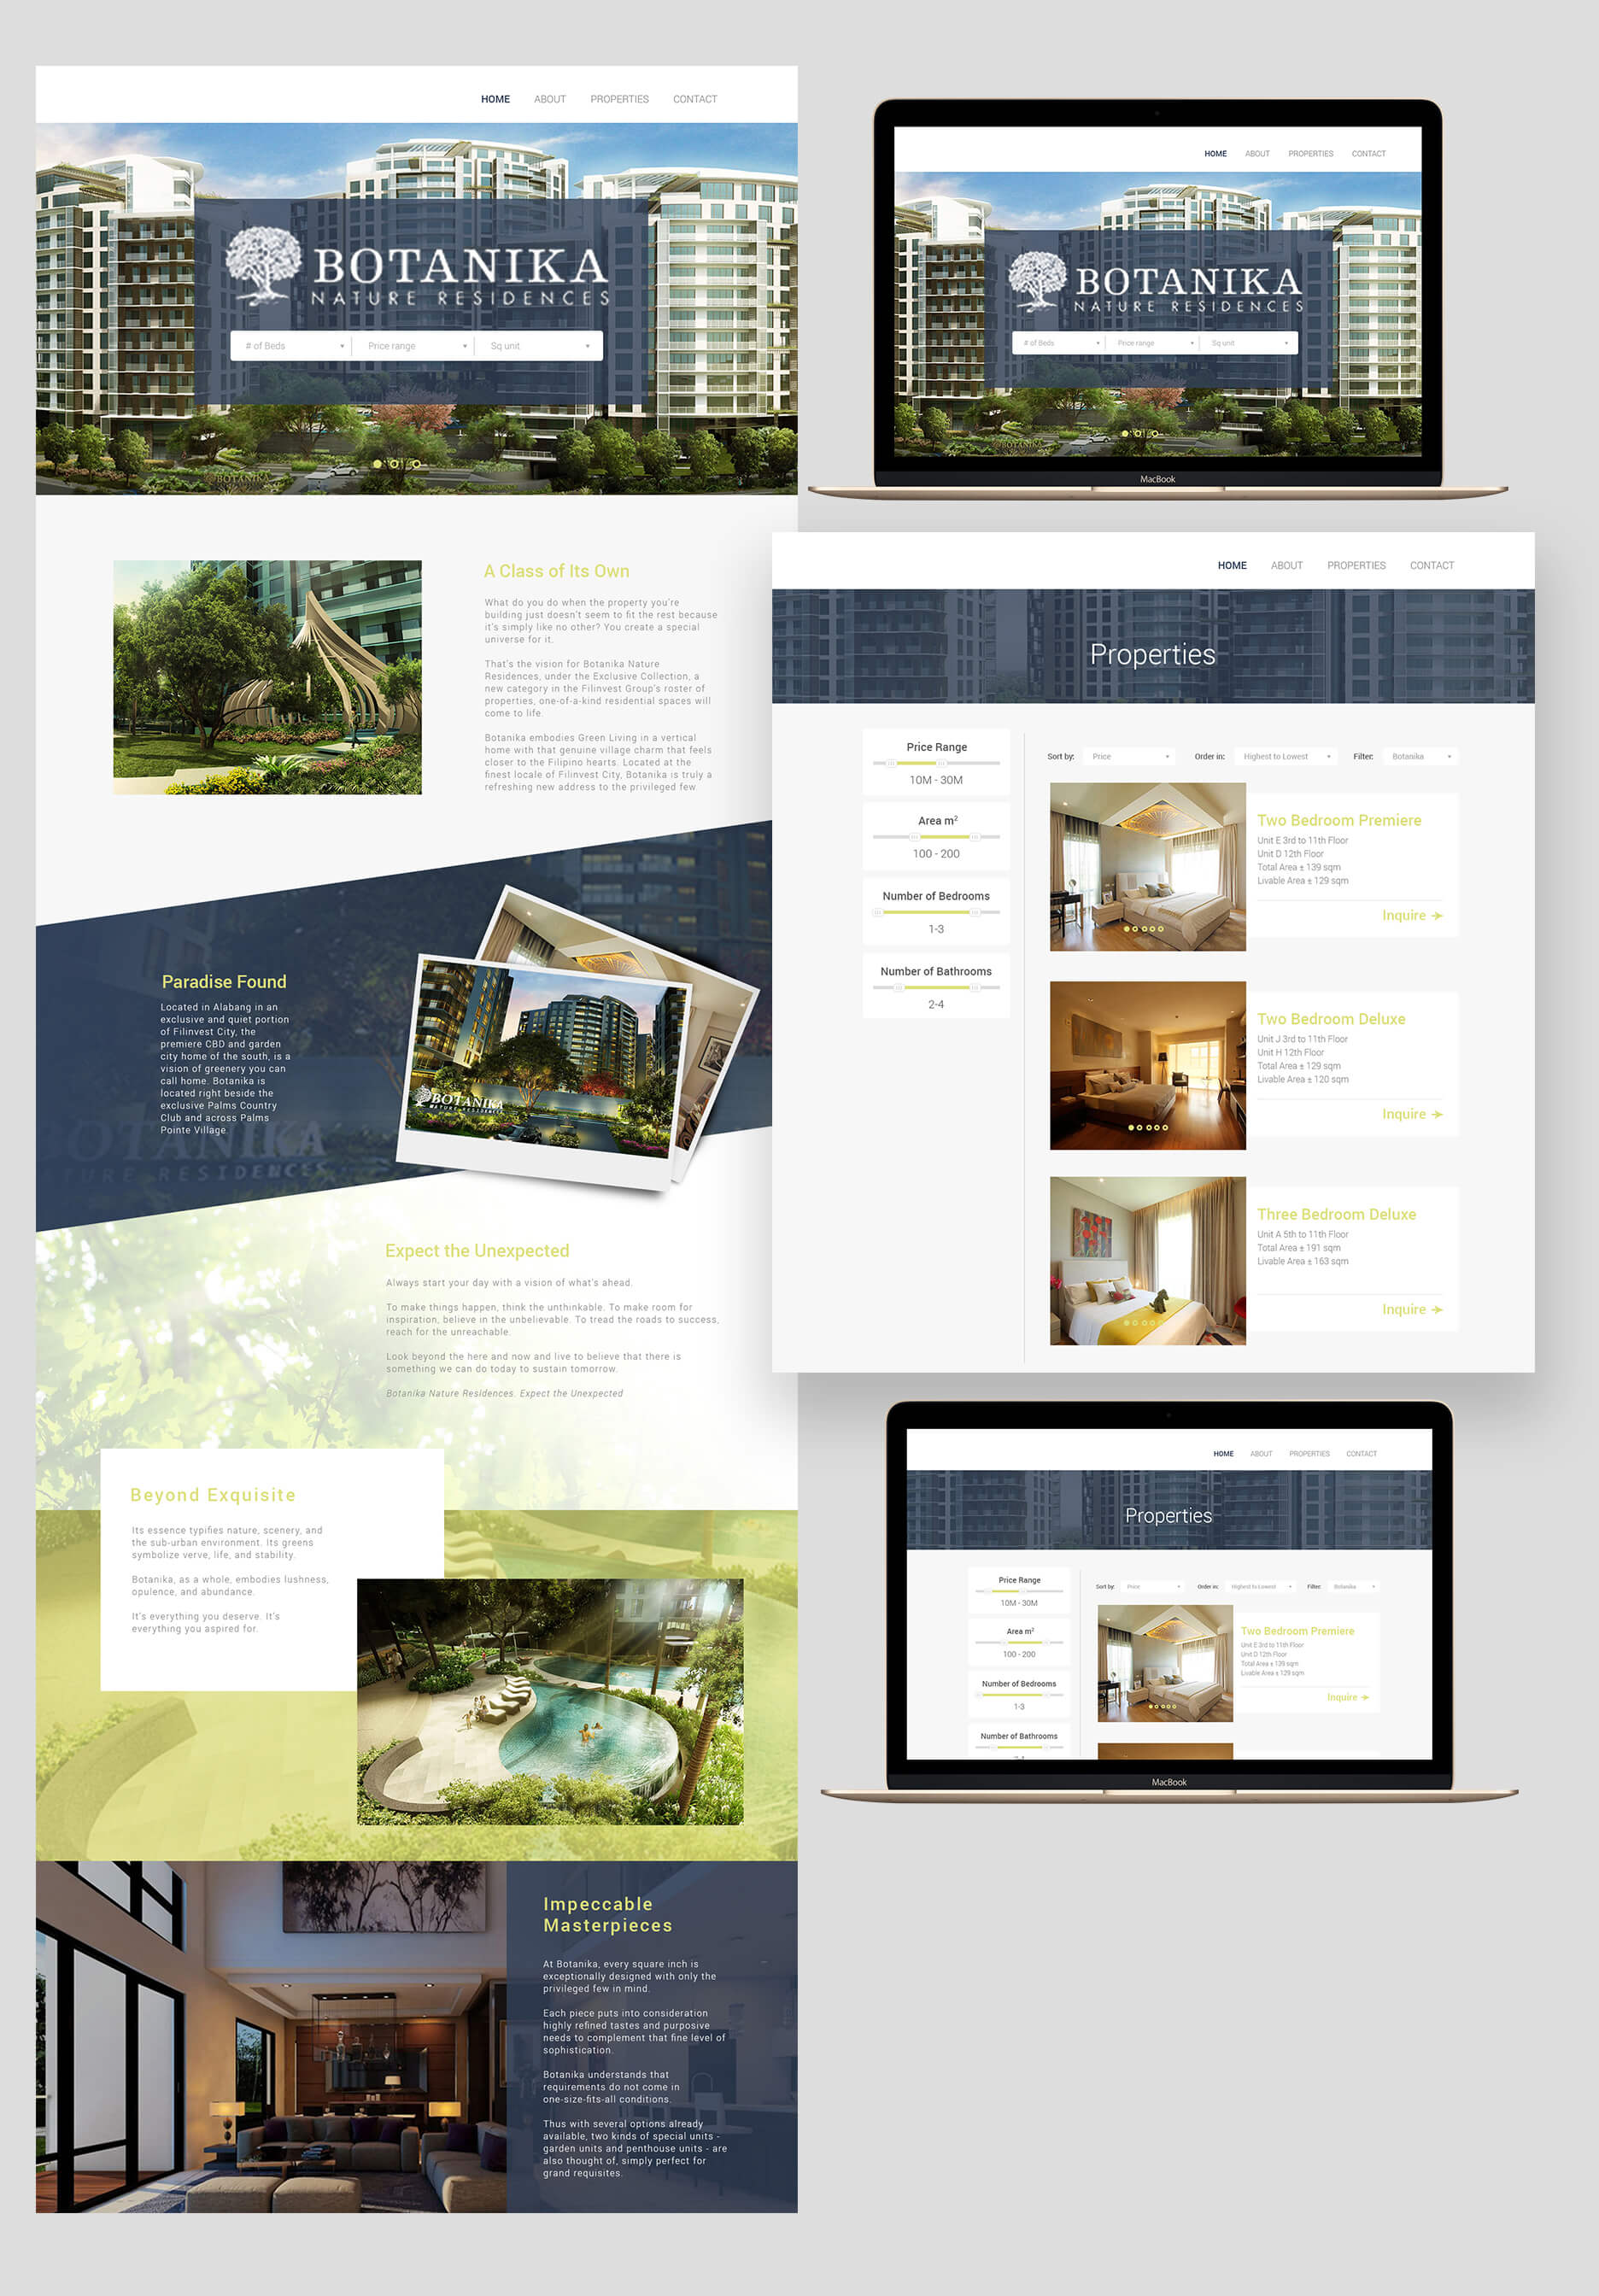 HOME ABOUT PROPERTIES CONTACT
BOTANIKA
NATURE RESIDENCES
# of Beds Price range Sq unit
BOTANIKA
A Class of Its Own
What do you do when the property you're
building just doesn't seem to fit the rest because
it's simply like no other? You create a special
universe for it.
That's the vision for Botanika Nature
Residences, under the Exclusive Collection, a
new category in the Filinvest Group's roster of
properties, one-of-a-kind residential spaces will
come to life.
Botanika embodies Green Living in a vertical
home with that genuine village charm that feels
closer to the Filipino hearts. Located at the
finest locale of Filinvest City, Botanika is truly a
refreshing new address to the privileged few.
Paradise Found
Located in Alabang in an
exclusive and quiet portion
of Filinvest City, the
premiere CBD and garden
city home of the south, is a
vision of greenery you can
call home. Botanika is
located right beside the
exclusive Palms Country
Club and across Palms
Pointe Village.
BOTANIKA
NATURE RESIDENCES
OTANIKA
TURE RESIDENCES
Expect the Unexpected
Always start your day with a vision of what's ahead.
To make things happen, think the unthinkable. To make room for
inspiration, believe in the unbelievable. To tread the roads to success,
reach for the unreachable.
Look beyond the here and now and live to believe that there is
something we can do today to sustain tomorrow.
Botanika Nature Residences. Expect the Unexpected
Beyond Exquisite
Its essence typifies nature, scenery, and
the sub-urban environment. Its greens
symbolize verve, life, and stability.
Botanika, as a whole, embodies lushness,
opulence, and abundance.
It's everything you deserve. It's
everything you aspired for.
Impeccable
Masterpieces
At Botanika, every square inch is
exceptionally designed with only the
privileged few in mind.
Each piece puts into consideration
highly refined tastes and purposive
needs to complement that fine level of
sophistication.
Botanika understands that
requirements do not come in
one-size-fits-all conditions.
Thus with several options already
available, two kinds of special units -
garden units and penthouse units - are
also thought of, simply perfect for
grand requisites.
HOME ABOUT PROPERTIES CONTACT
BOTANIKA
NATURE RESIDENCES
# of Beds Price range Sq unit
BOTANIKA
MacBook
HOME ABOUT PROPERTIES CONTACT
Properties
Price Range
10M - 30M
Area m²
100 - 200
Number of Bedrooms
1-3
Number of Bathrooms
2-4
Sort by: Price Order in: Highest to Lowest Filter: Botanika
Two Bedroom Premiere
Unit E 3rd to 11th Floor
Unit D 12th Floor
Total Area ± 139 sqm
Livable Area ± 129 sqm
Inquire
Two Bedroom Deluxe
Unit J 3rd to 11th Floor
Unit H 12th Floor
Total Area ± 129 sqm
Livable Area ± 120 sqm
Inquire
Three Bedroom Deluxe
Unit A 5th to 11th Floor
Total Area ± 191 sqm
Livable Area ± 163 sqm
Inquire
HOME ABOUT PROPERTIES CONTACT
Properties
Price Range
10M - 30M
Area m²
100 - 200
Number of Bedrooms
1-3
Number of Bathrooms
2-4
Sort by: Price Order in: Highest to Lowest Filter: Botanika
Two Bedroom Premiere
Unit E 3rd to 11th Floor
Unit D 12th Floor
Total Area ± 139 sqm
Livable Area ± 129 sqm
Inquire
MacBook